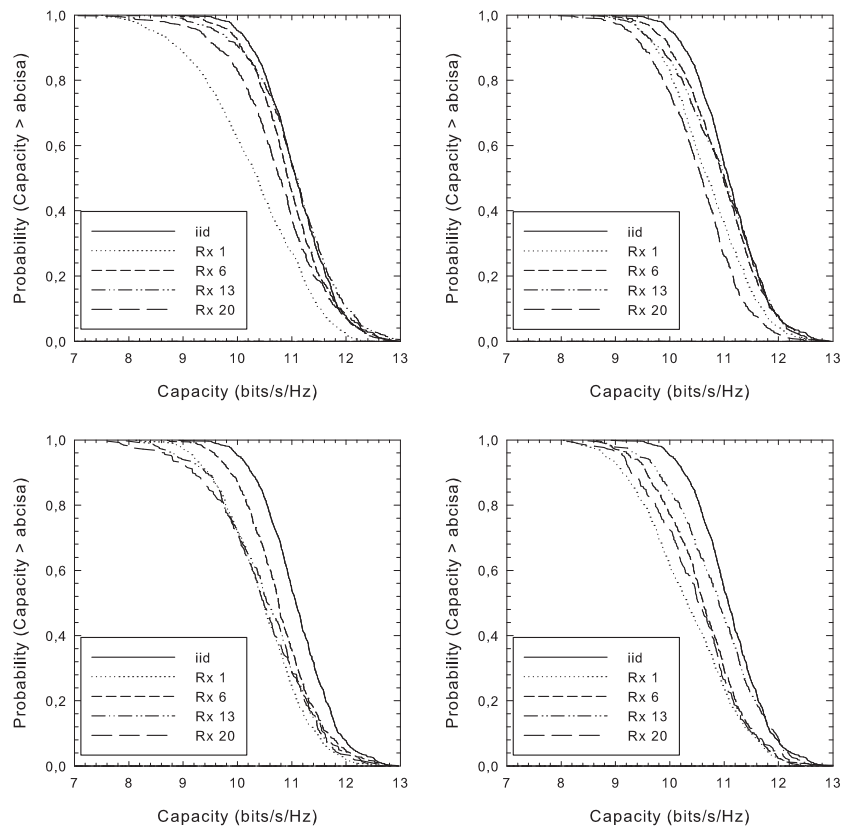 Probability (Capacity > abcisa)
1,0
0,8
0,6
0,4
0,2
0,0
iid
Rx 1
Rx 6
Rx 13
Rx 20
7 8 9 10 11 12 13
Capacity (bits/s/Hz)
Probability (Capacity > abcisa)
1,0
0,8
0,6
0,4
0,2
0,0
iid
Rx 1
Rx 6
Rx 13
Rx 20
7 8 9 10 11 12 13
Capacity (bits/s/Hz)
Probability (Capacity > abcisa)
1,0
0,8
0,6
0,4
0,2
0,0
iid
Rx 1
Rx 6
Rx 13
Rx 20
7 8 9 10 11 12 13
Capacity (bits/s/Hz)
Probability (Capacity > abcisa)
1,0
0,8
0,6
0,4
0,2
0,0
iid
Rx 1
Rx 6
Rx 13
Rx 20
7 8 9 10 11 12 13
Capacity (bits/s/Hz)